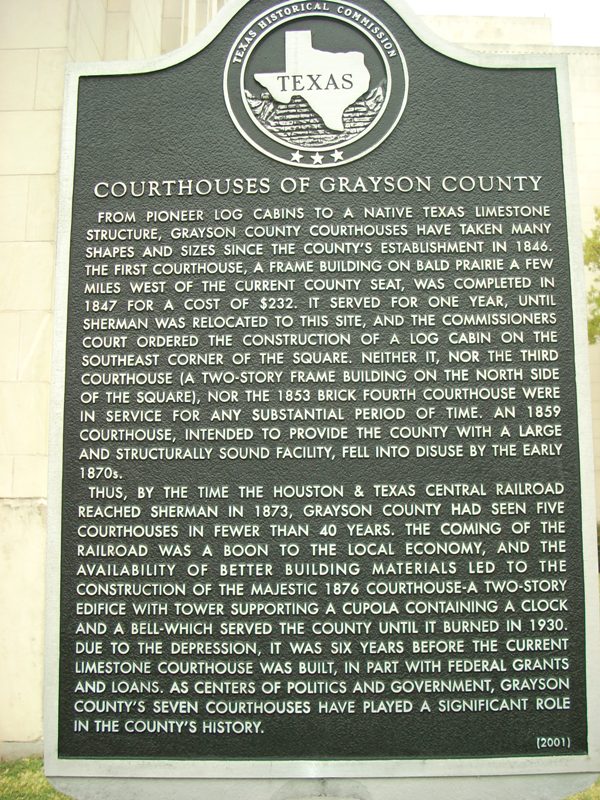 TEXAS HISTORICAL COMMISSION
TEXAS
COURTHOUSES OF GRAYSON COUNTY
FROM PIONEER LOG CABINS TO A NATIVE TEXAS LIMESTONE
STRUCTURE, GRAYSON COUNTY COURTHOUSES HAVE TAKEN MANY
SHAPES AND SIZES SINCE THE COUNTY'S ESTABLISHMENT IN 1846.
THE FIRST COURTHOUSE, A FRAME BUILDING ON BALD PRAIRIE A FEW
MILES WEST OF THE CURRENT COUNTY SEAT, WAS COMPLETED IN
1847 FOR A COST OF $232. IT SERVED FOR ONE YEAR, UNTIL
SHERMAN WAS RELOCATED TO THIS SITE, AND THE COMMISSIONERS
COURT ORDERED THE CONSTRUCTION OF A LOG CABIN ON THE
SOUTHEAST CORNER OF THE SQUARE. NEITHER IT, NOR THE THIRD
COURTHOUSE (A TWO-STORY FRAME BUILDING ON THE NORTH SIDE
OF THE SQUARE), NOR THE 1853 BRICK FOURTH COURTHOUSE WERE
IN SERVICE FOR ANY SUBSTANTIAL PERIOD OF TIME. AN 1859
COURTHOUSE, INTENDED TO PROVIDE THE COUNTY WITH A LARGE
AND STRUCTURALLY SOUND FACILITY, FELL INTO DISUSE BY THE EARLY
1870s.
THUS, BY THE TIME THE HOUSTON & TEXAS CENTRAL RAILROAD
REACHED SHERMAN IN 1873, GRAYSON COUNTY HAD SEEN FIVE
COURTHOUSES IN FEWER THAN 40 YEARS. THE COMING OF THE
RAILROAD WAS A BOON TO THE LOCAL ECONOMY, AND THE
AVAILABILITY OF BETTER BUILDING MATERIALS LED TO THE
CONSTRUCTION OF THE MAJESTIC 1876 COURTHOUSE-A TWO-STORY
EDIFICE WITH TOWER SUPPORTING A CUPOLA CONTAINING A CLOCK
AND A BELL-WHICH SERVED THE COUNTY UNTIL IT BURNED IN 1930.
DUE TO THE DEPRESSION, IT WAS SIX YEARS BEFORE THE CURRENT
LIMESTONE COURTHOUSE WAS BUILT, IN PART WITH FEDERAL GRANTS
AND LOANS. AS CENTERS OF POLITICS AND GOVERNMENT, GRAYSON
COUNTY'S SEVEN COURTHOUSES HAVE PLAYED A SIGNIFICANT ROLE
IN THE COUNTY'S HISTORY.
(2001)